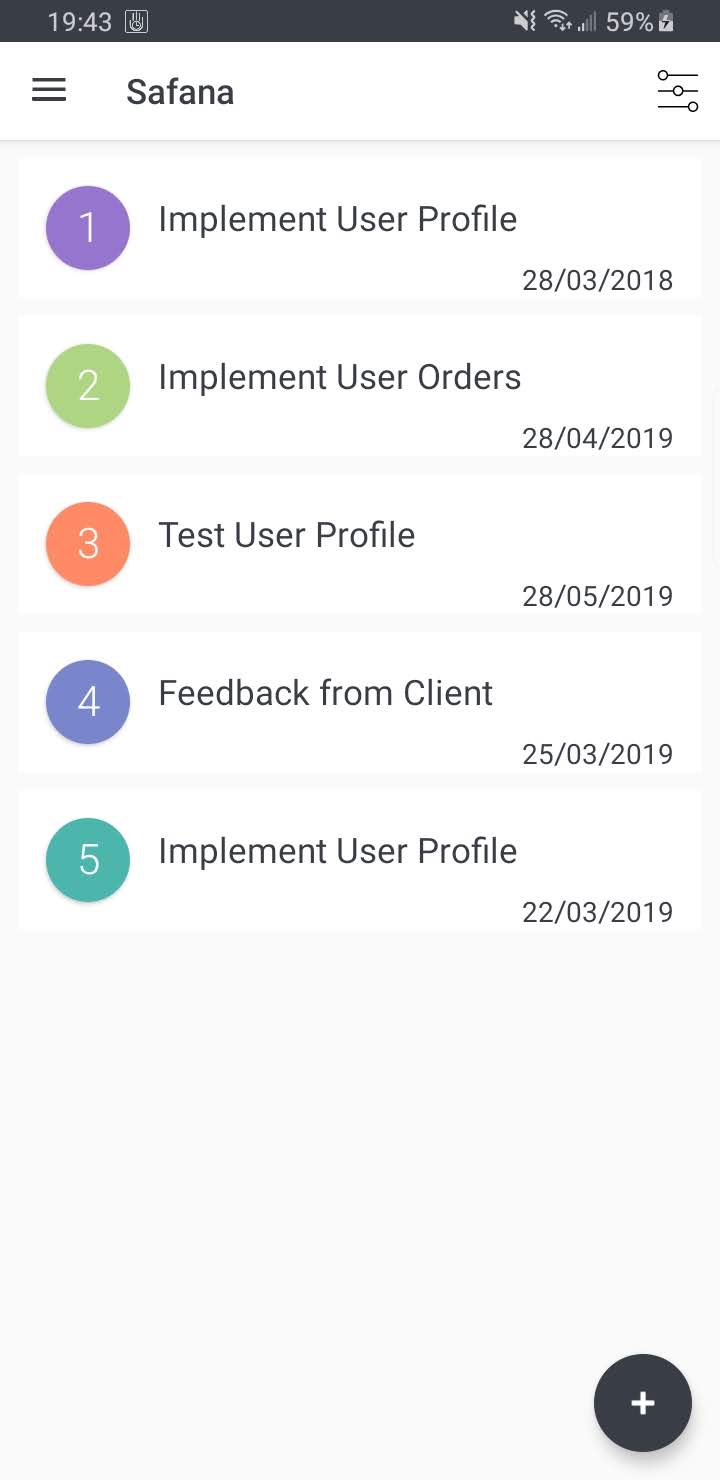 19:43 59%
Safana
1 Implement User Profile
28/03/2018
2 Implement User Orders
28/04/2019
3 Test User Profile
28/05/2019
4 Feedback from Client
25/03/2019
5 Implement User Profile
22/03/2019
+